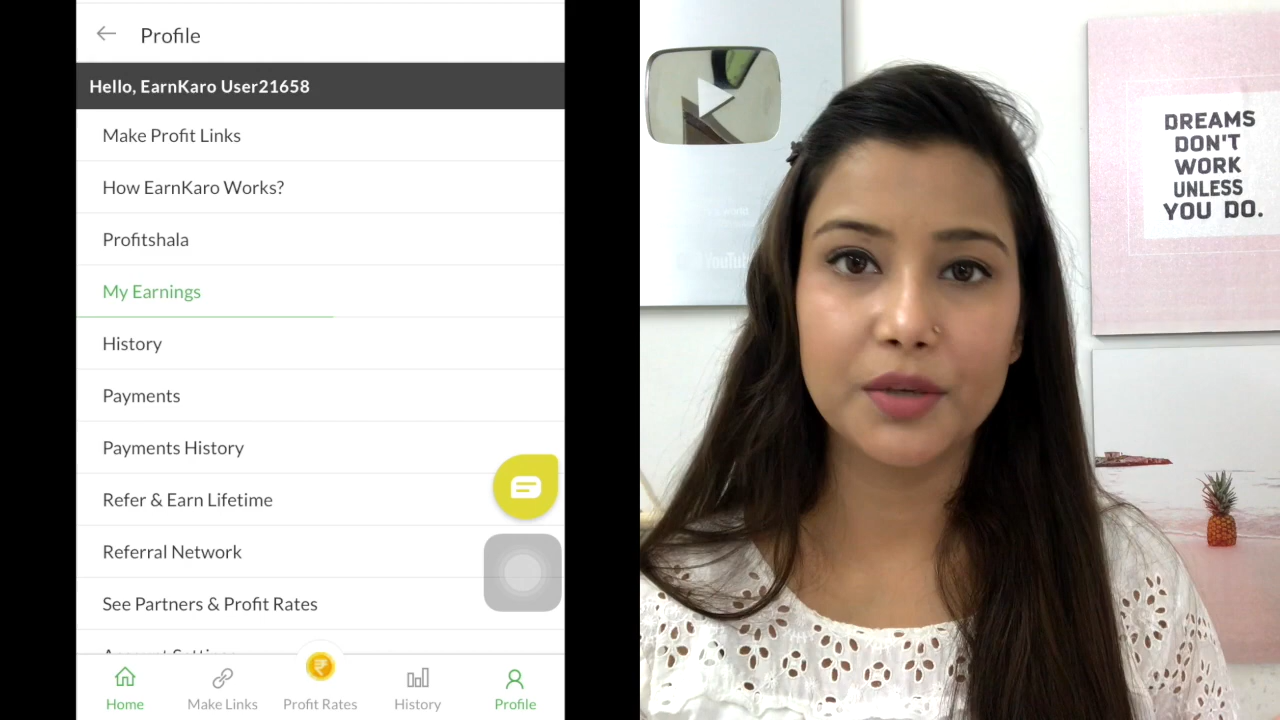 Profile
Hello, EarnKaro User21658
Make Profit Links
How EarnKaro Works?
Profitshala
My Earnings
History
Payments
Payments History
Refer & Earn Lifetime
Referral Network
See Partners & Profit Rates
Home
Make Links
Profit Rates
History
Profile
DREAMS
DON'T
WORK
UNLESS
YOU DO.
YouTube